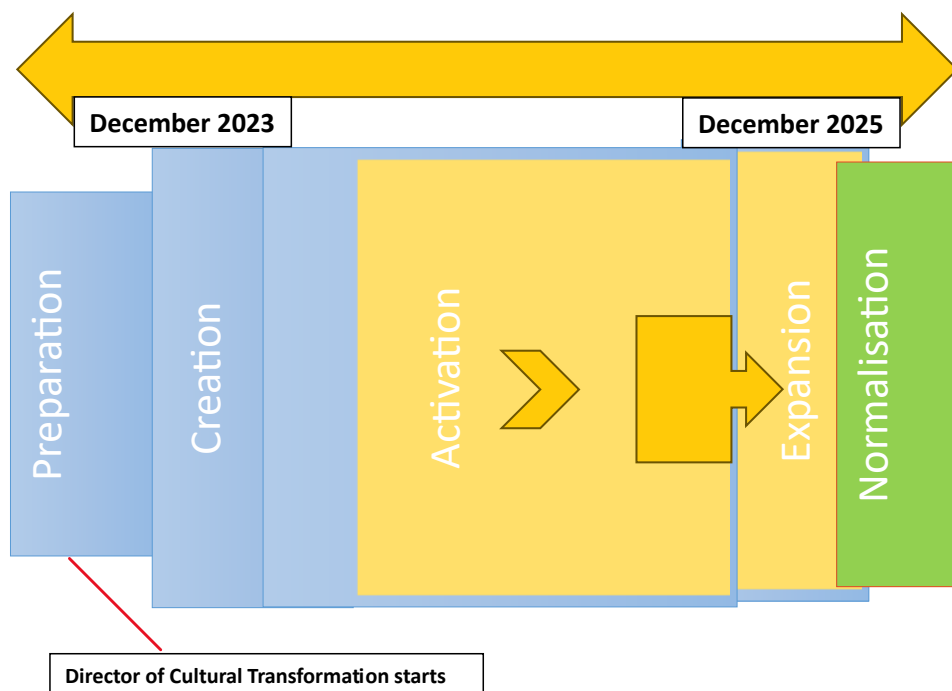 December 2023
December 2025
Preparation
Creation
Activation
Expansion
Normalisation
Director of Cultural Transformation starts